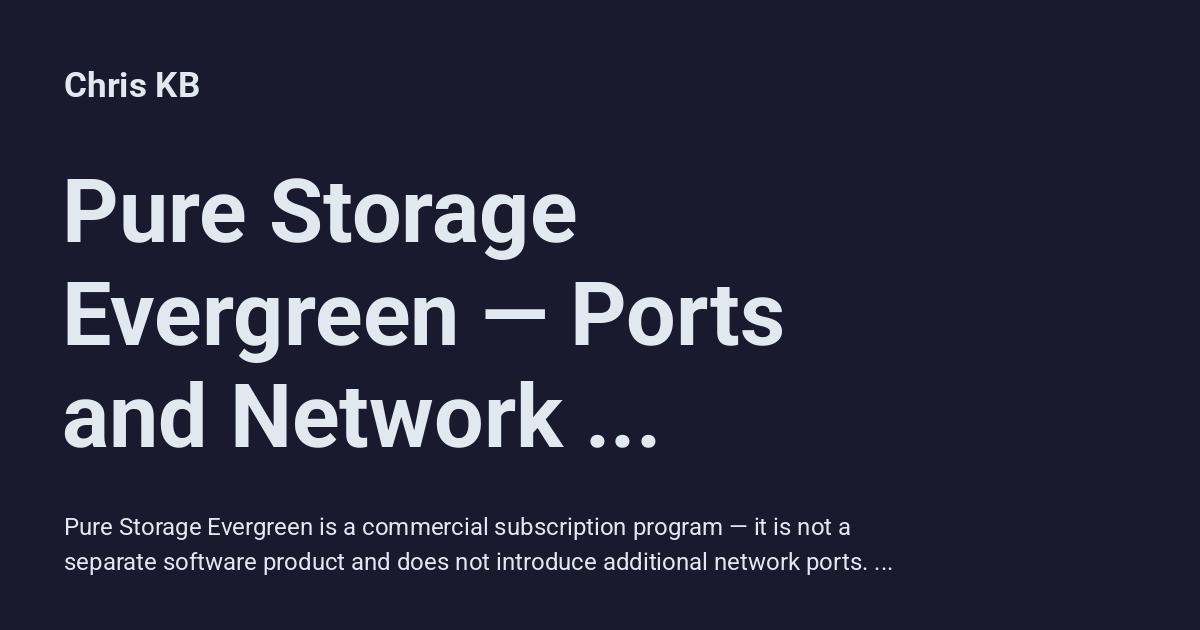 Chris KB
Pure Storage
Evergreen — Ports
and Network ...
Pure Storage Evergreen is a commercial subscription program — it is not a
separate software product and does not introduce additional network ports. ...